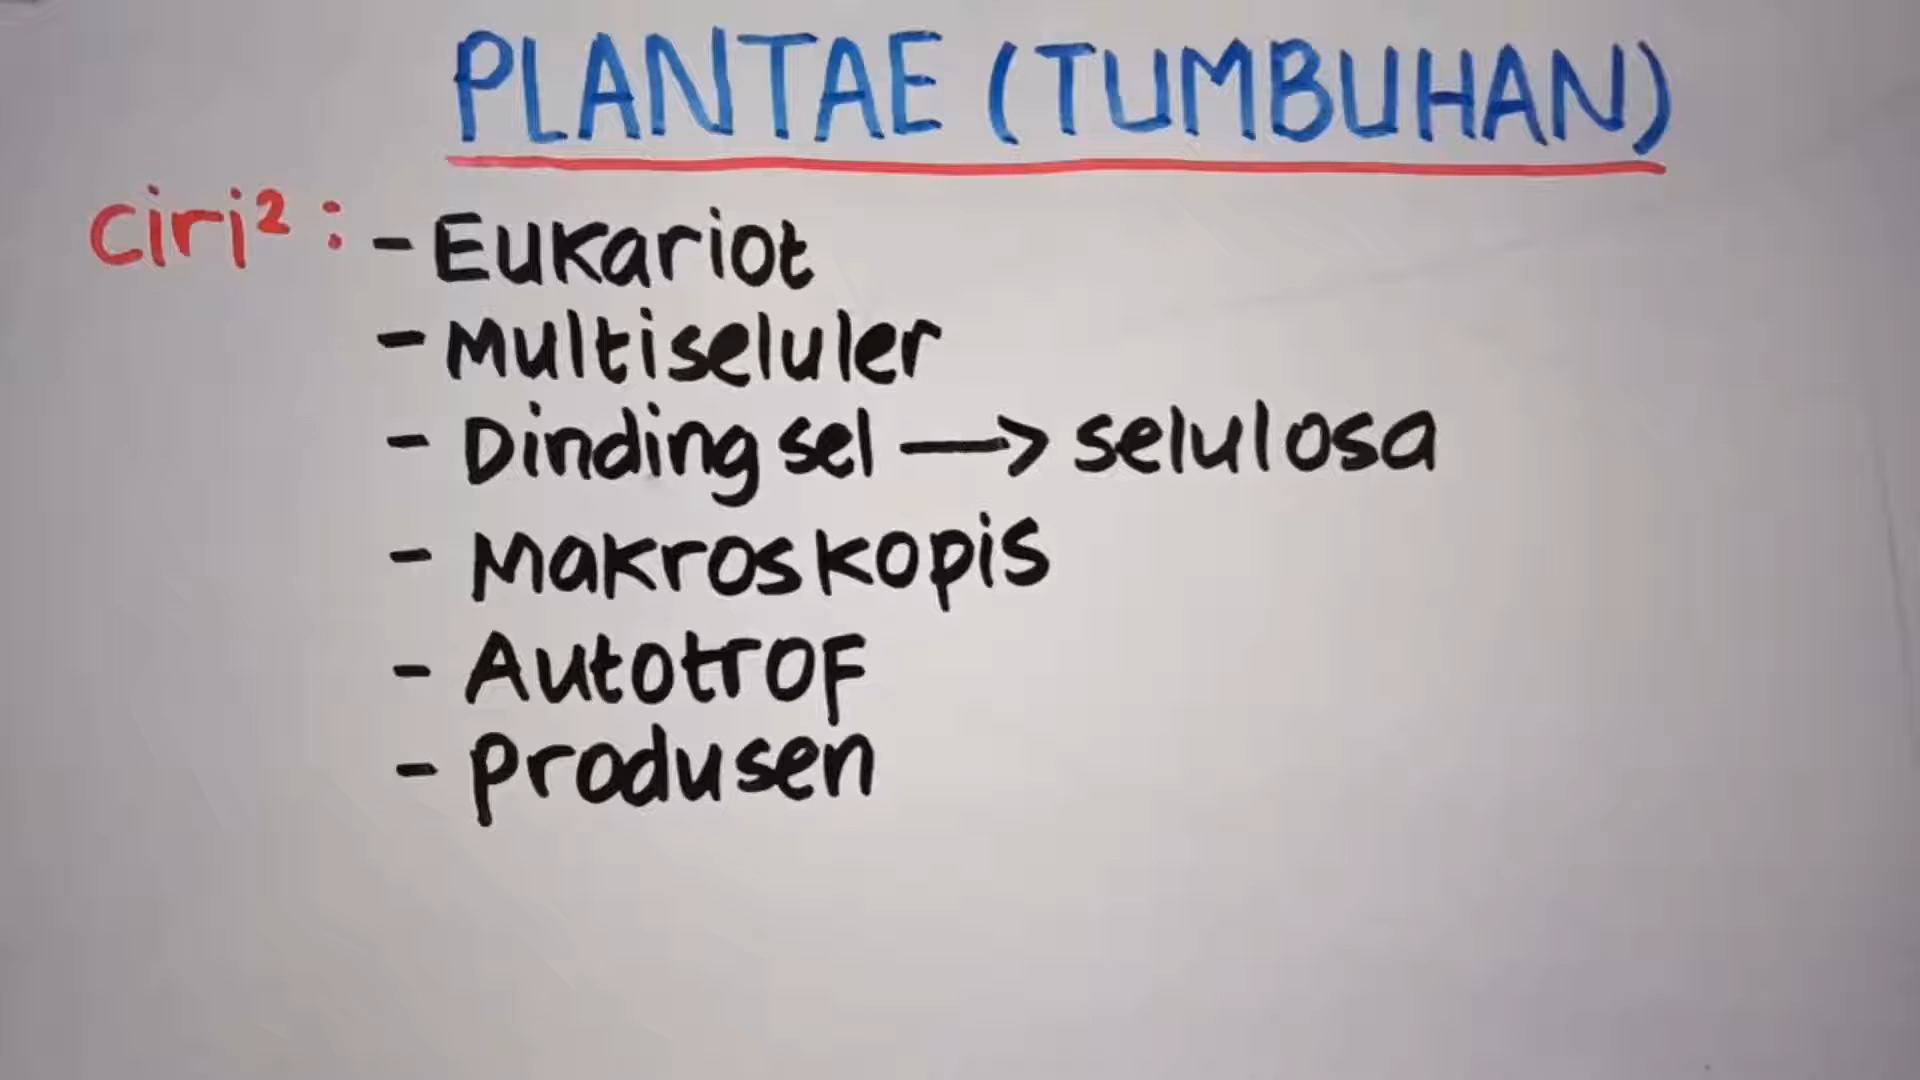 PLANTAE (TUMBUHAN)
Ciri² : - Eukariot
- Multiseluler
- Dinding sel → selulosa
- Makroskopis
- Autotrof
- Produsen